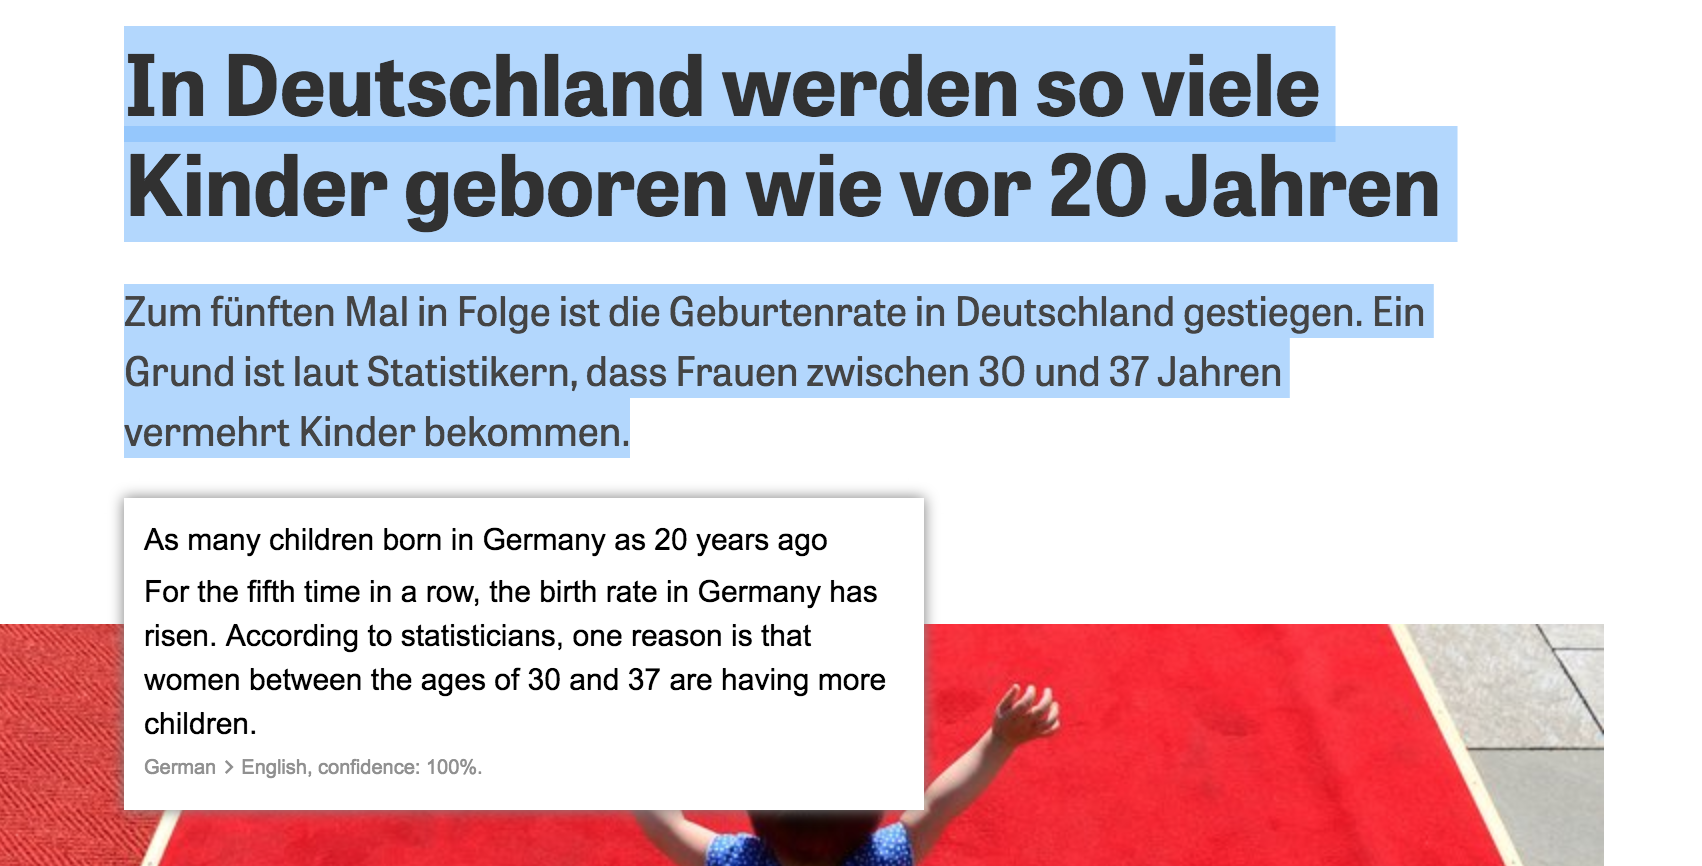 In Deutschland werden so viele
Kinder geboren wie vor 20 Jahren
Zum fünften Mal in Folge ist die Geburtenrate in Deutschland gestiegen. Ein
Grund ist laut Statistikern, dass Frauen zwischen 30 und 37 Jahren
vermehrt Kinder bekommen.
As many children born in Germany as 20 years ago
For the fifth time in a row, the birth rate in Germany has
risen. According to statisticians, one reason is that
women between the ages of 30 and 37 are having more
children.
German > English, confidence: 100%.